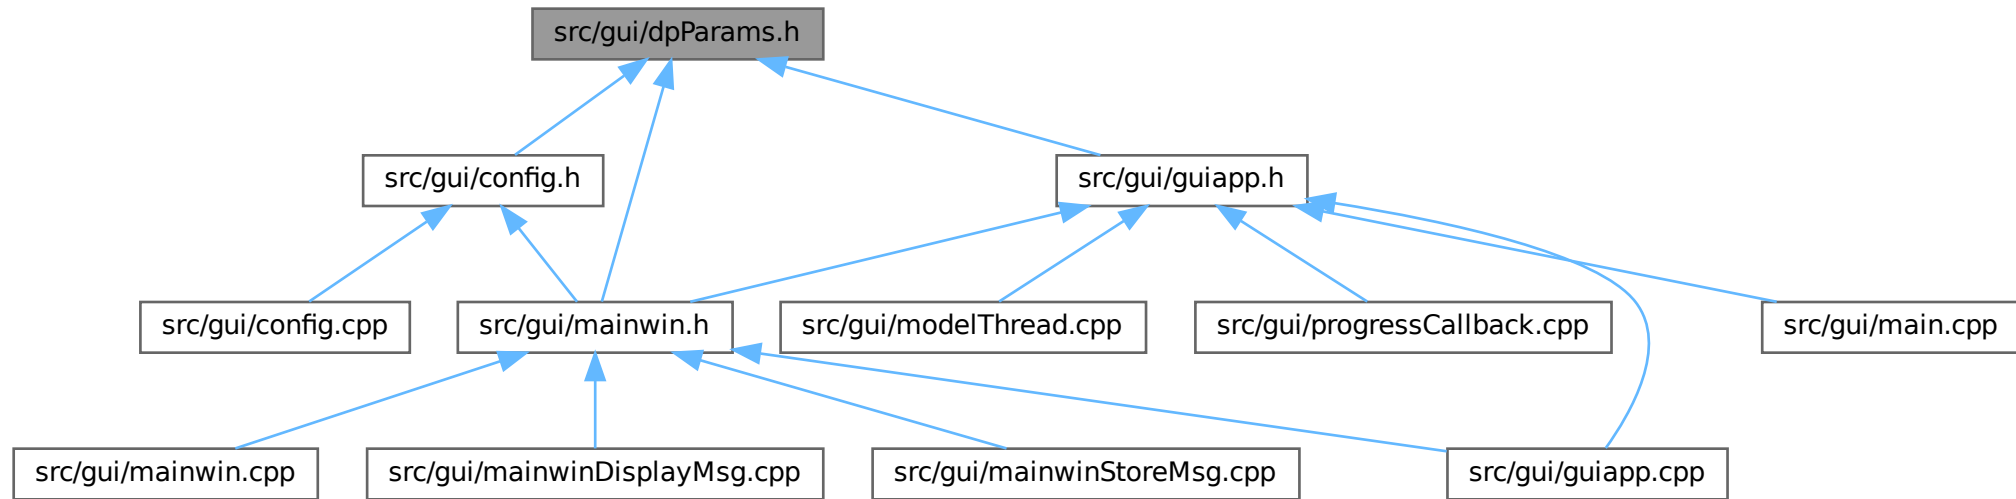 src/gui/dpParams.h
src/gui/config.h
src/gui/guiapp.h
src/gui/config.cpp
src/gui/mainwin.h
src/gui/modelThread.cpp
src/gui/progressCallback.cpp
src/gui/main.cpp
src/gui/mainwin.cpp
src/gui/mainwinDisplayMsg.cpp
src/gui/mainwinStoreMsg.cpp
src/gui/guiapp.cpp